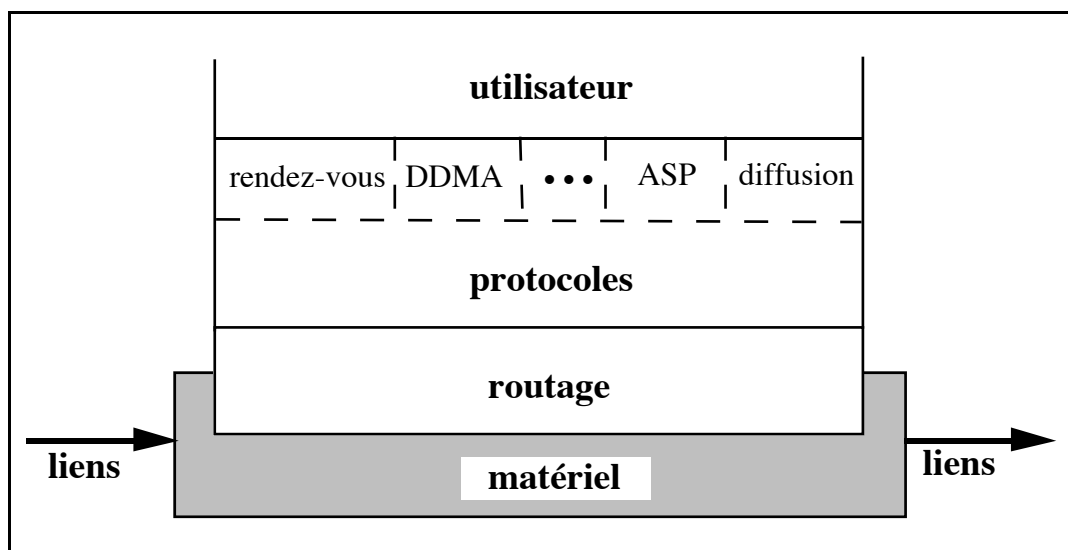 utilisateur
rendez-vous DDMA ••• ASP diffusion
protocoles
routage
liens
liens
matériel